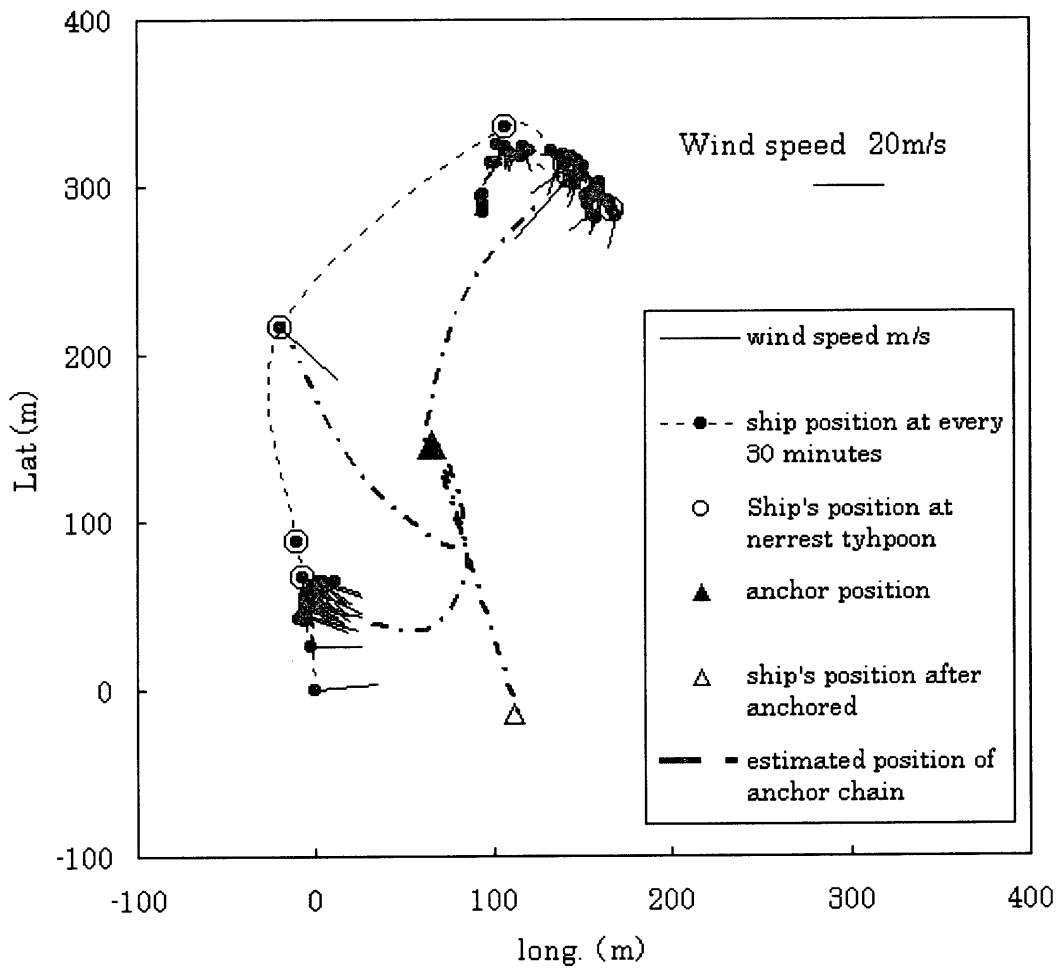 400
300
200
100
0
-100
Lat (m)
-100 0 100 200 300 400
long. (m)
Wind speed 20m/s
wind speed m/s
ship position at every
30 minutes
Ship's position at
nerrest tyhpoon
anchor position
ship's position after
anchored
estimated position of
anchor chain